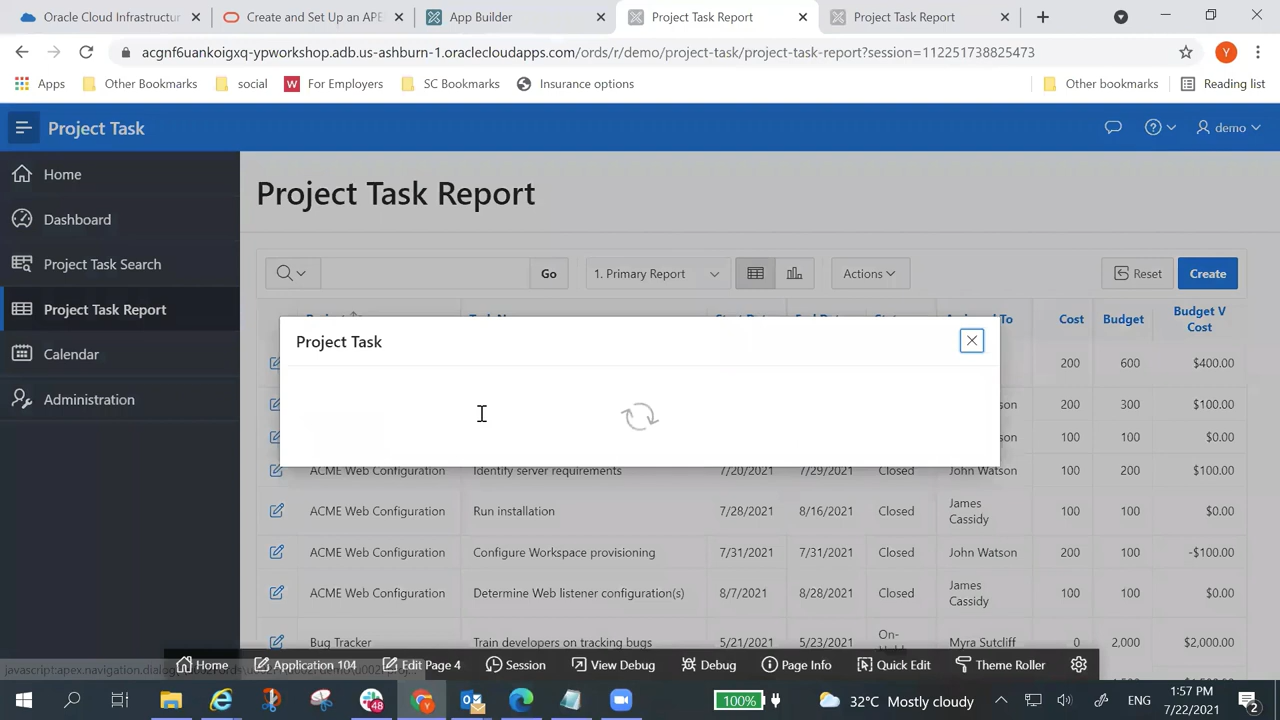 Oracle Cloud Infrastructur
Create and Set Up an APE
App Builder
Project Task Report
Project Task Report
acgnf6uankoigxq-ypworkshop.adb.us-ashburn-1.oraclecloudapps.com/ords/r/demo/project-task/project-task-report?session=112251738825473
Y
Apps
Other Bookmarks
social
W For Employers
SC Bookmarks
Insurance options
Other bookmarks
Reading list
Project Task
demo
Home
Dashboard
Project Task Search
Project Task Report
Calendar
Administration
Project Task Report
Go
1. Primary Report
Actions
Reset
Create
Cost
Budget
Budget V
Cost
Project Task
200 600 $400.00
200 300 $100.00
100 100 $0.00
ACME Web Configuration Identify server requirements 7/20/2021 7/29/2021 Closed John Watson 100 200 $100.00
ACME Web Configuration Run installation 7/28/2021 8/16/2021 Closed James
Cassidy 100 100 $0.00
ACME Web Configuration Configure Workspace provisioning 7/31/2021 7/31/2021 Closed John Watson 200 100 -$100.00
ACME Web Configuration Determine Web listener configuration(s) 8/7/2021 8/28/2021 Closed James
Cassidy 100 100 $0.00
Bug Tracker Train developers on tracking bugs 5/21/2021 5/23/2021 On-
Myra Sutcliff 0 2,000 $2,000.00
Home
Application 104
Edit Page 4
Session
View Debug
Debug
Page Info
Quick Edit
Theme Roller
48
Y
100%
32°C Mostly cloudy
ENG
1:57 PM
7/22/2021
2